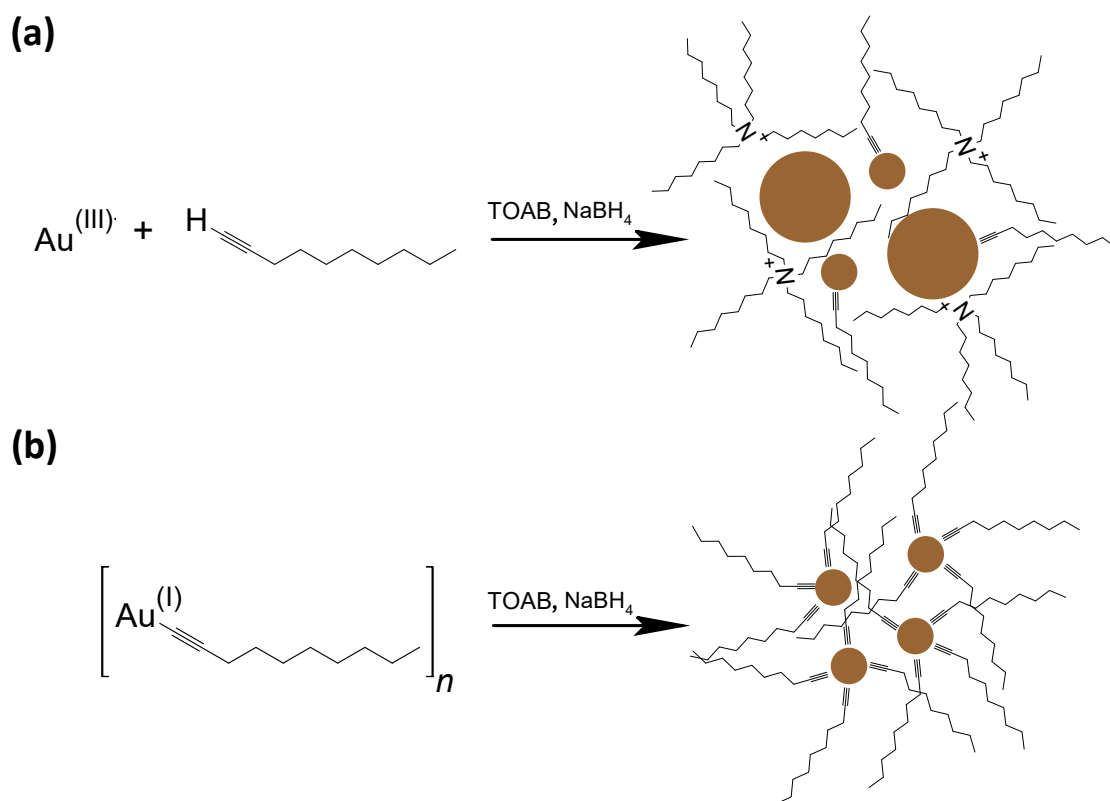 (a)
Au(III). + H
TOAB, NaBH4
N+
N+
N+
N+
(b)
[Au(I)]n
TOAB, NaBH4